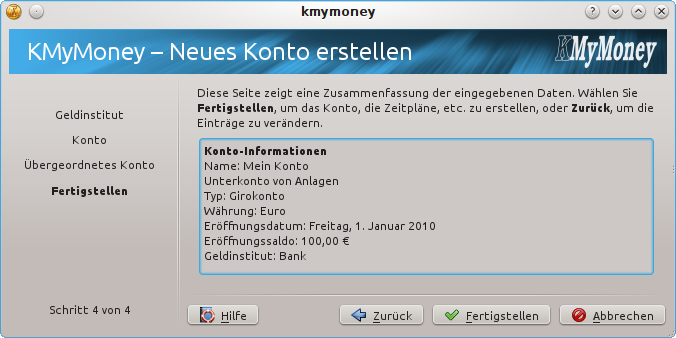 kmymoney
KMyMoney – Neues Konto erstellen
KMyMoney
Geldinstitut
Konto
Übergeordnetes Konto
Fertigstellen
Schritt 4 von 4
Diese Seite zeigt eine Zusammenfassung der eingegebenen Daten. Wählen Sie
Fertigstellen, um das Konto, die Zeitpläne, etc. zu erstellen, oder Zurück, um die
Einträge zu verändern.
Konto-Informationen
Name: Mein Konto
Unterkonto von Anlagen
Typ: Girokonto
Währung: Euro
Eröffnungsdatum: Freitag, 1. Januar 2010
Eröffnungssaldo: 100,00 €
Geldinstitut: Bank
Hilfe
Zurück
Fertigstellen
Abbrechen